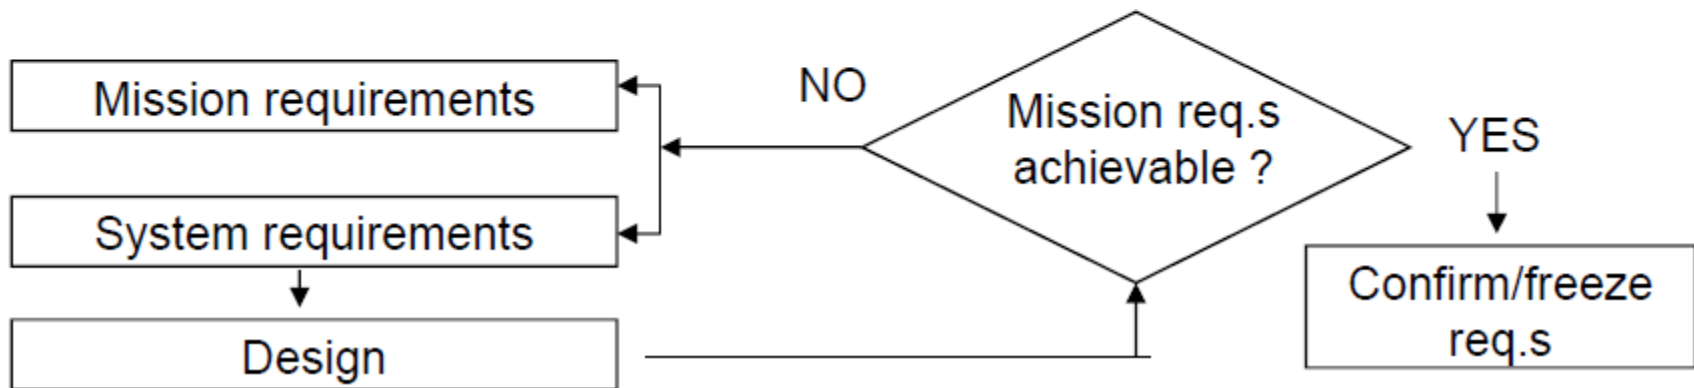 Mission requirements
System requirements
Design
NO
Mission req.s
achievable ?
YES
Confirm/freeze
req.s